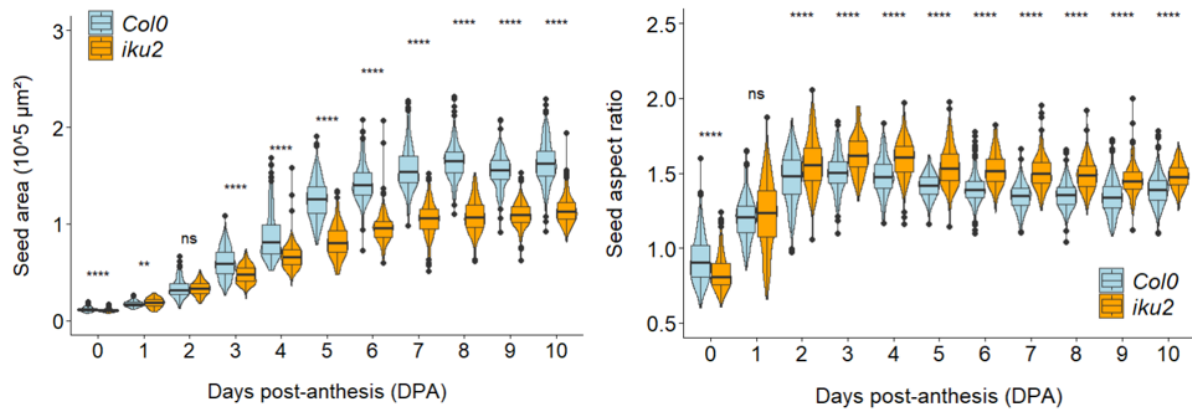 Col0
iku2
Seed area (10^5 µm²)
3
2
1
0
**** ** ns **** **** **** **** **** **** **** ****
0 1 2 3 4 5 6 7 8 9 10
Days post-anthesis (DPA)
Seed aspect ratio
2.5
2.0
1.5
1.0
0.5
**** ns **** **** **** **** **** **** **** **** ****
Col0
iku2
0 1 2 3 4 5 6 7 8 9 10
Days post-anthesis (DPA)